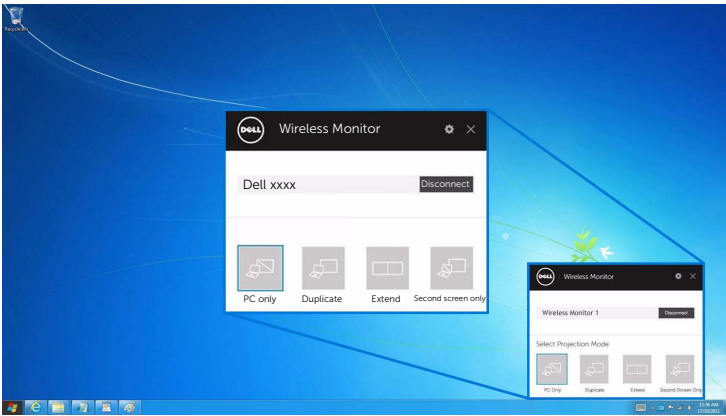 Recycle Bin
DELL Wireless Monitor
Dell xxxx Disconnect
PC only Duplicate Extend Second screen only
DELL Wireless Monitor
Wireless Monitor 1 Disconnect
Select Projection Mode
PC Only Duplicate Extend Second Screen Only